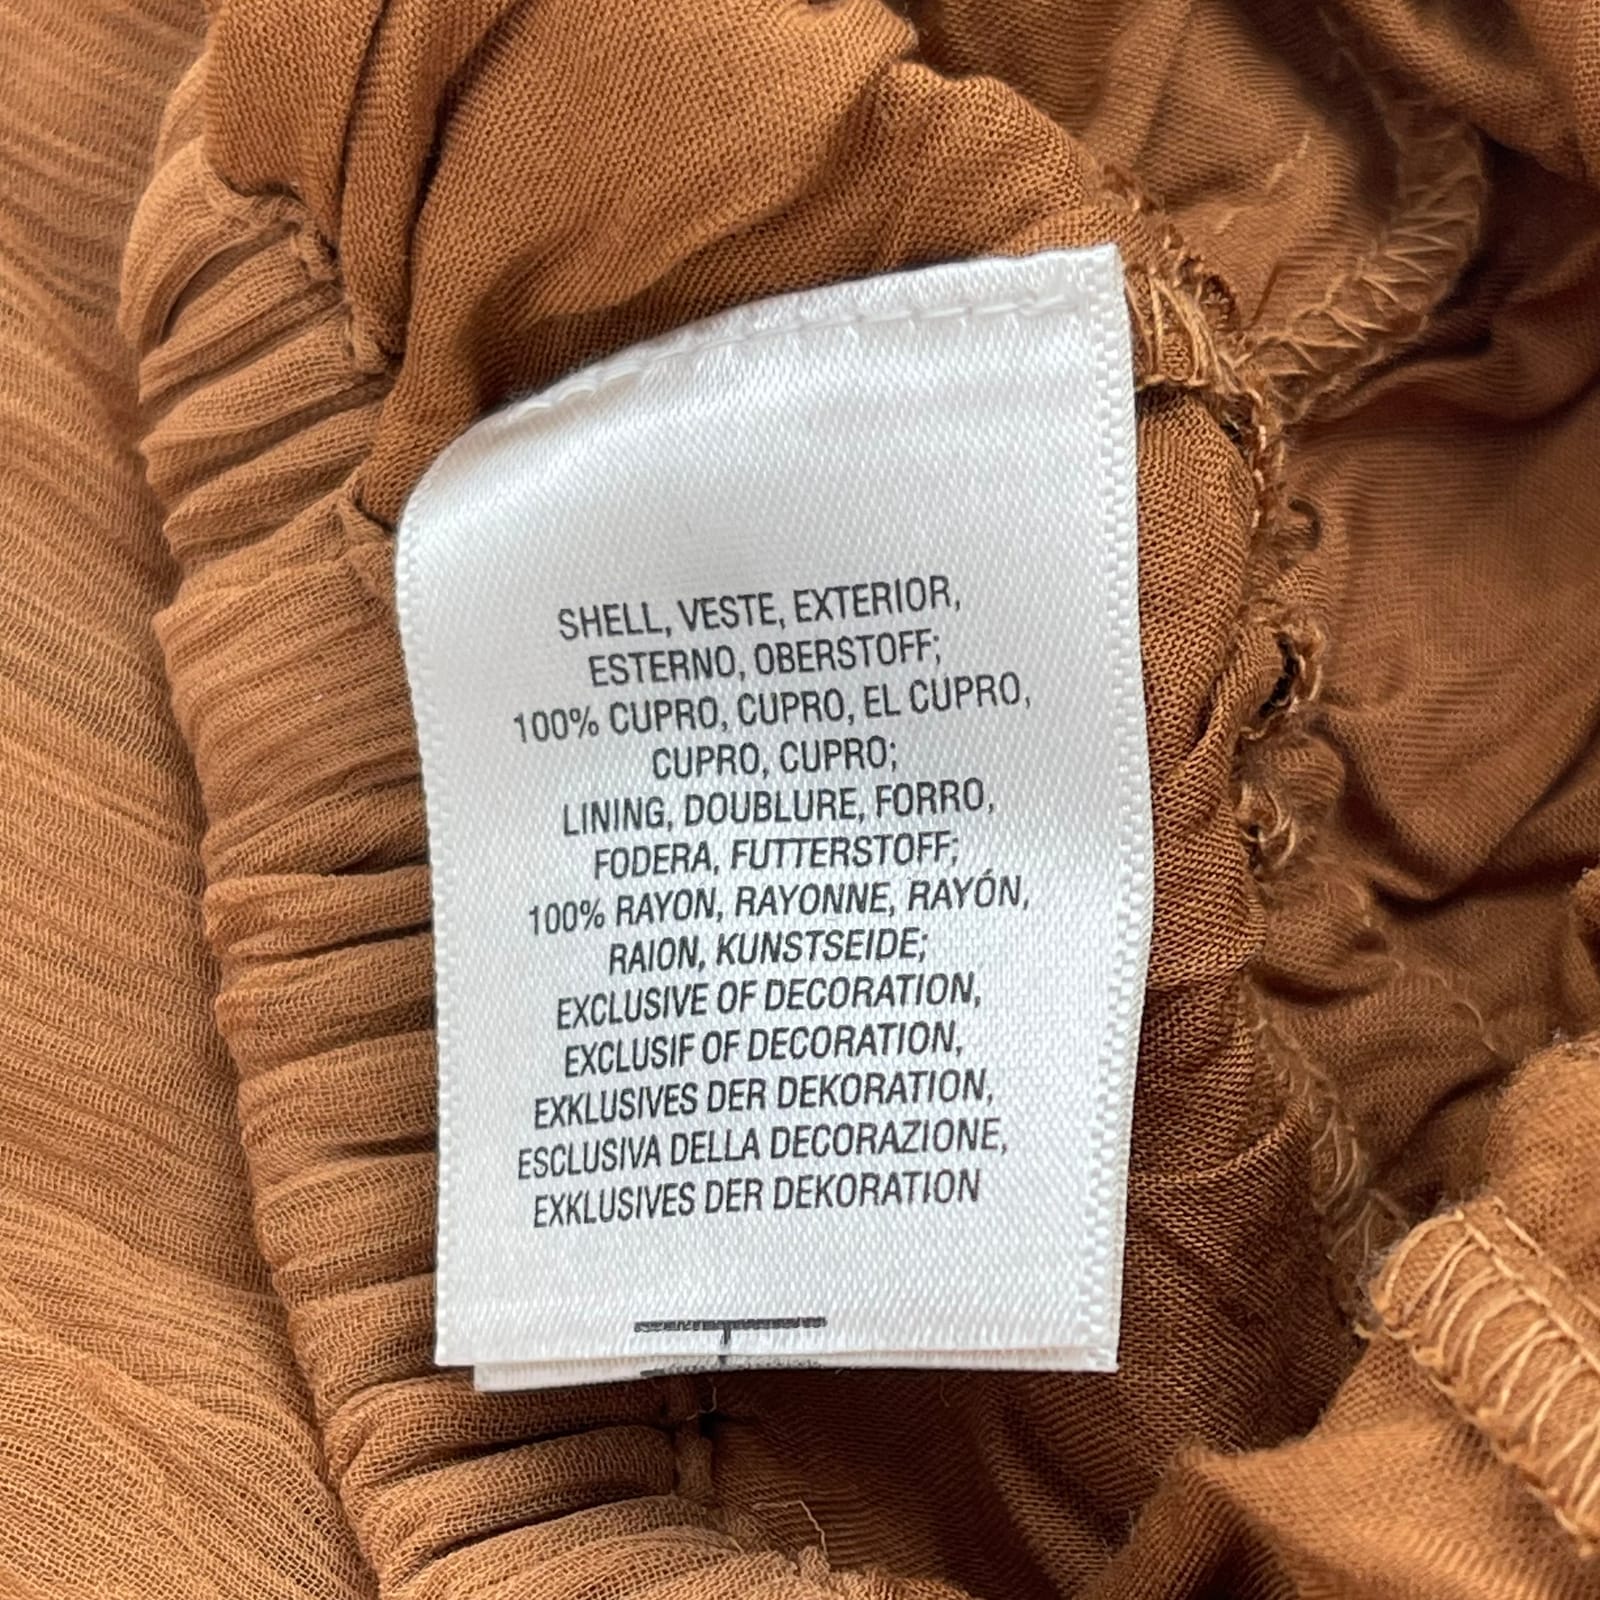 SHELL, VESTE, EXTERIOR,
ESTERNO, OBERSTOFF;
100% CUPRO, CUPRO, EL CUPRO,
CUPRO, CUPRO;
LINING, DOUBLURE, FORRO,
FODERA, FUTTERSTOFF;
100% RAYON, RAYONNE, RAYÓN,
RAION, KUNSTSEIDE;
EXCLUSIVE OF DECORATION,
EXCLUSIF OF DECORATION,
EXKLUSIVES DER DEKORATION,
ESCLUSIVA DELLA DECORAZIONE,
EXKLUSIVES DER DEKORATION